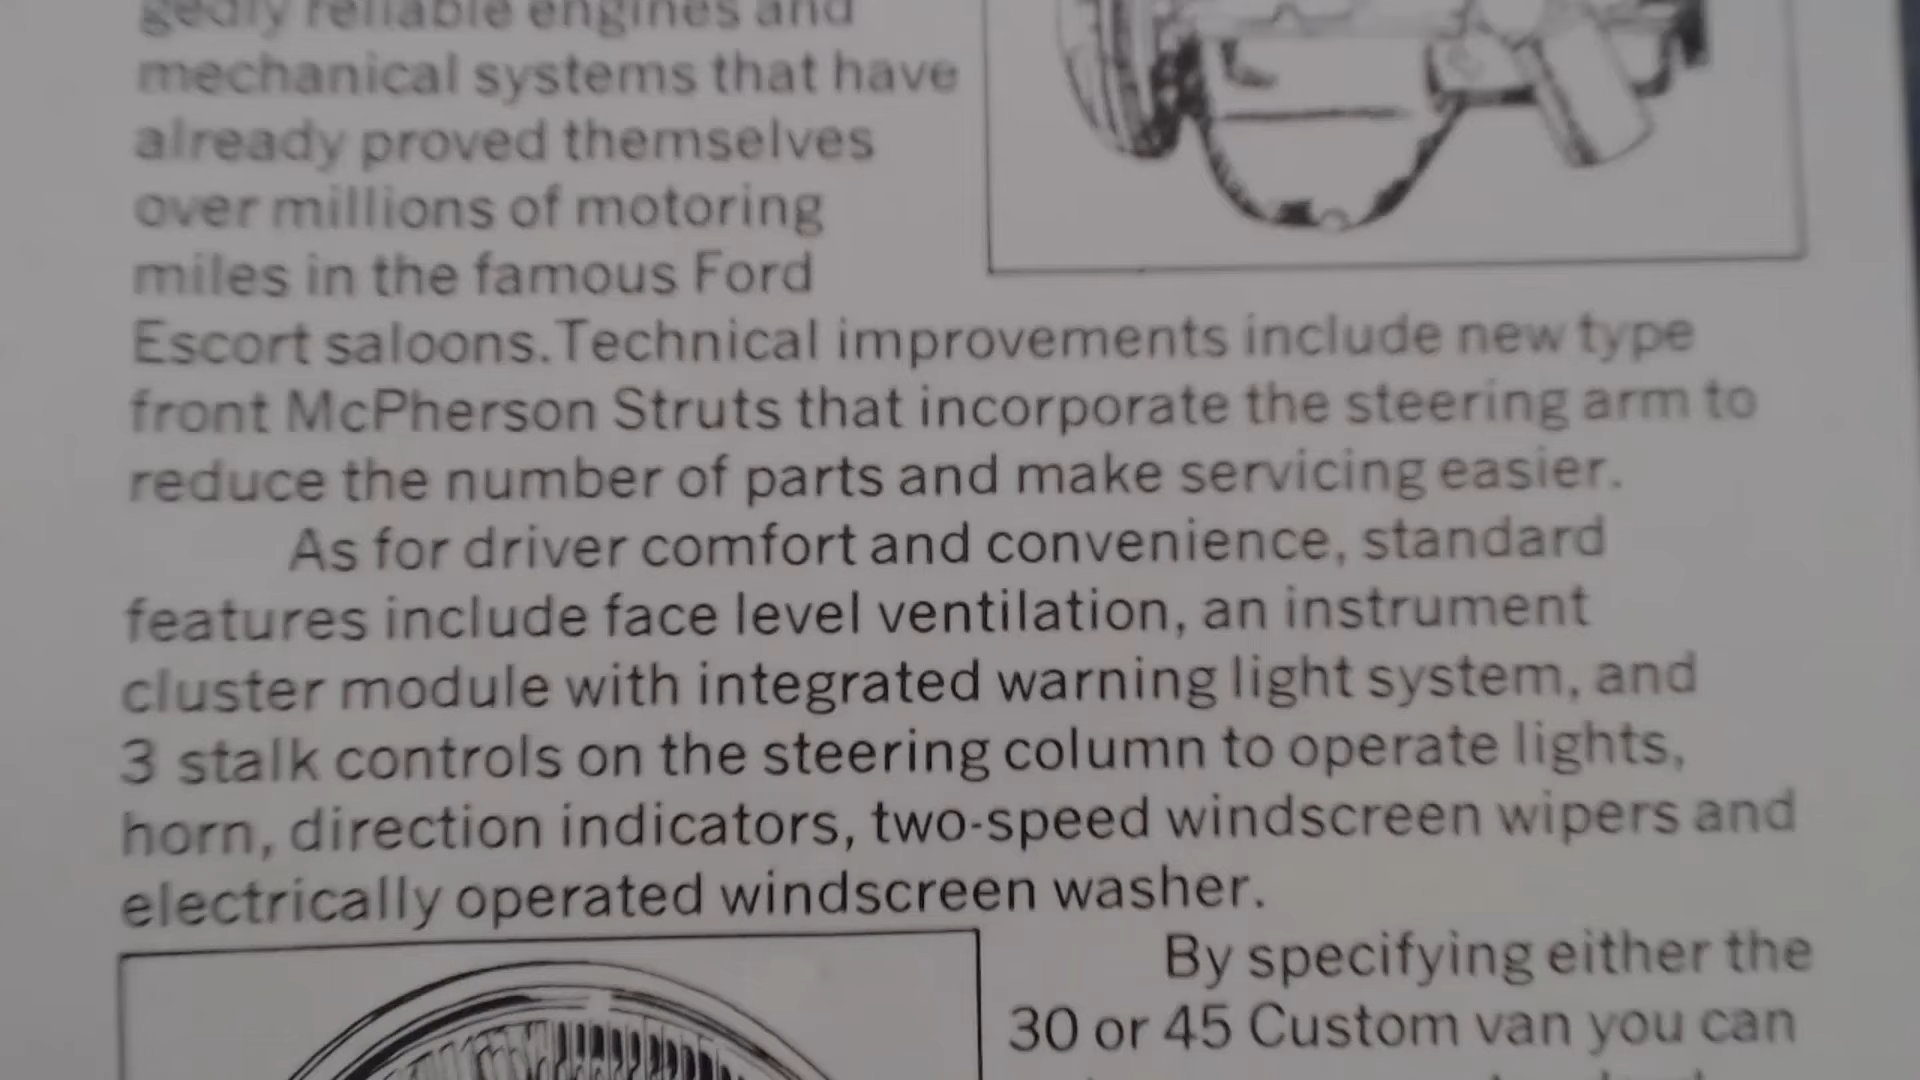 gedly reliable engines and
mechanical systems that have
already proved themselves
over millions of motoring
miles in the famous Ford
Escort saloons. Technical improvements include new type
front McPherson Struts that incorporate the steering arm to
reduce the number of parts and make servicing easier.
As for driver comfort and convenience, standard
features include face level ventilation, an instrument
cluster module with integrated warning light system, and
3 stalk controls on the steering column to operate lights,
horn, direction indicators, two-speed windscreen wipers and
electrically operated windscreen washer.
By specifying either the
30 or 45 Custom van you can